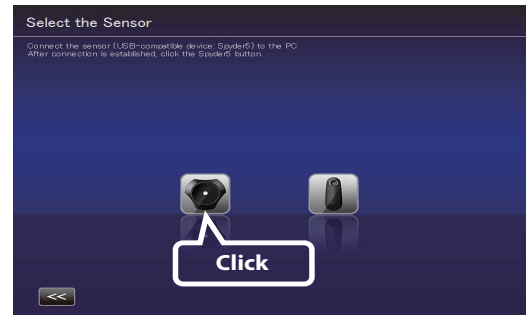 Select the Sensor
Connect the sensor (USB-compatible device: Spyder5) to the PC.
After connection is established, click the Spyder5 button.
Click
<<